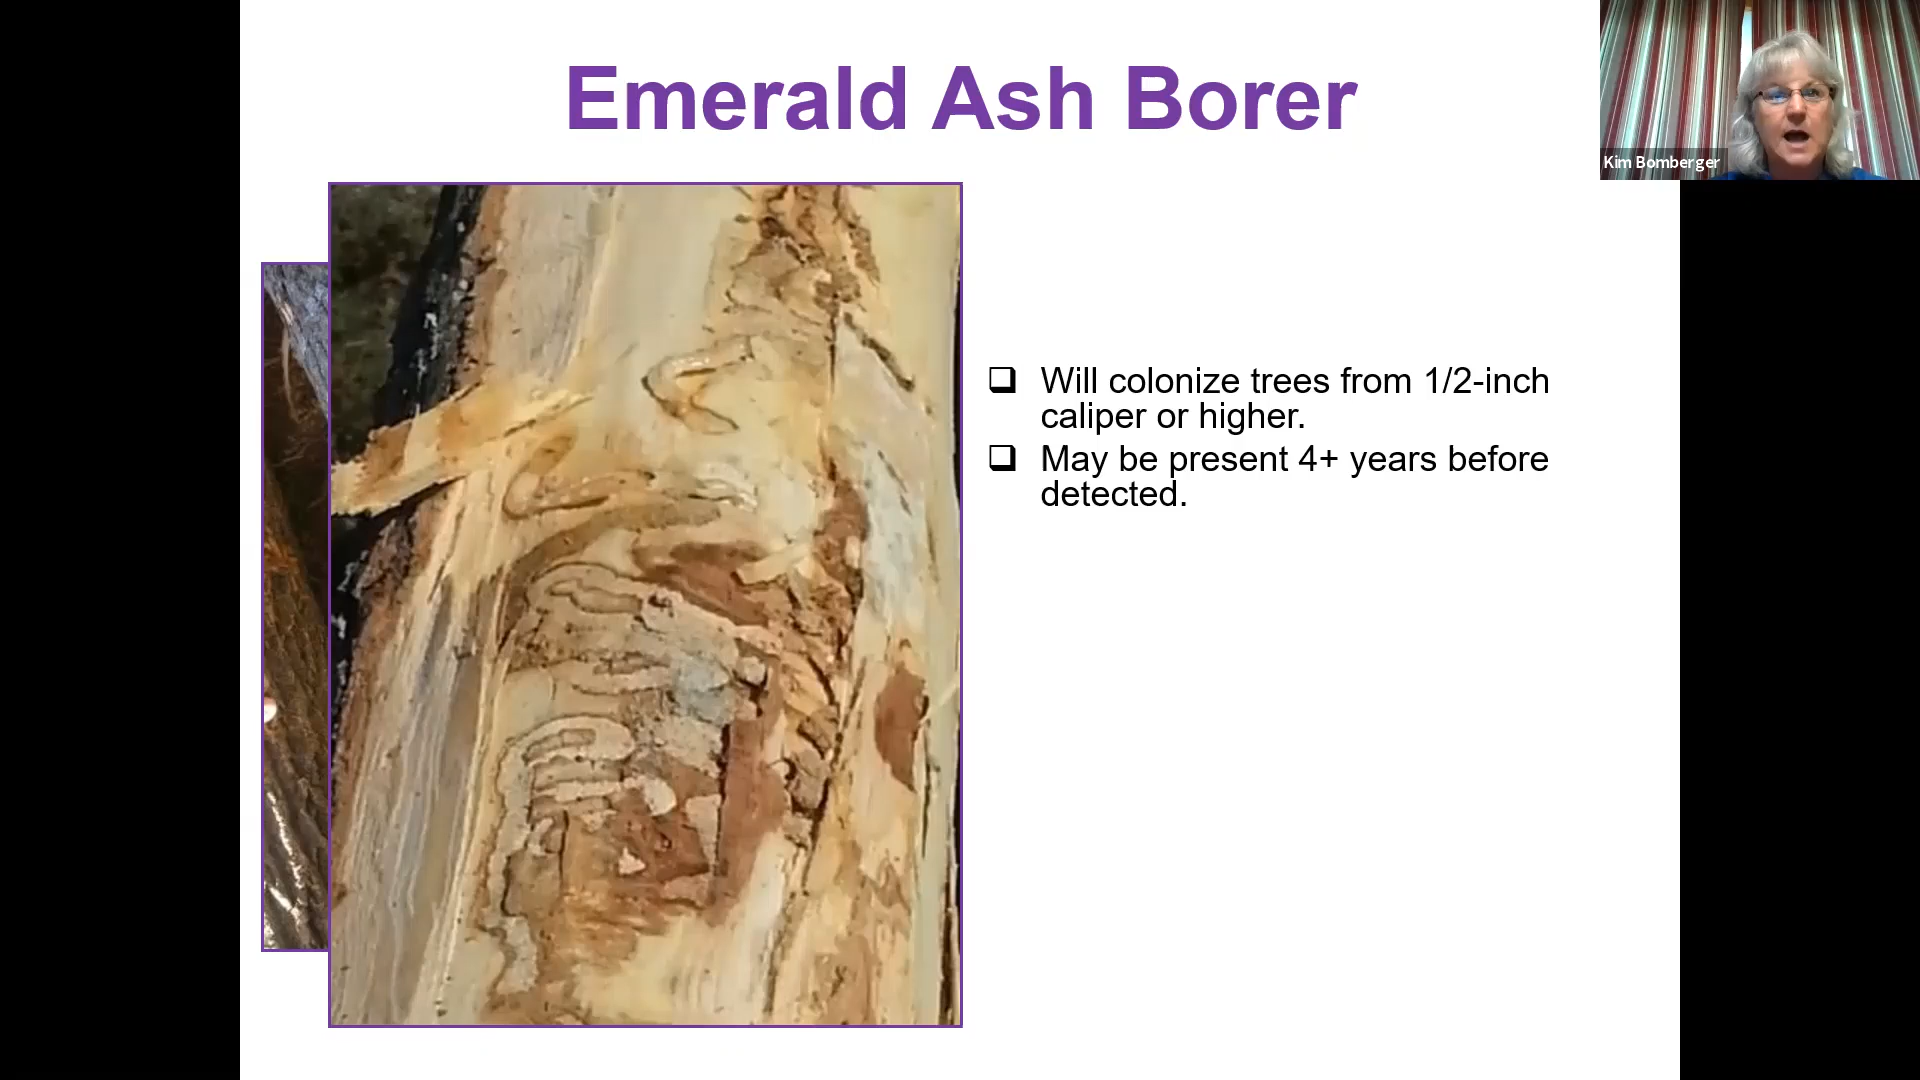 Emerald Ash Borer
Kim Bomberger
❑ Will colonize trees from 1/2-inch
caliper or higher.
❑ May be present 4+ years before
detected.